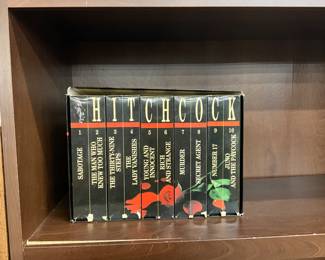 HITCHCOCK
1 2 3 4 5 6 7 8 9 10
SABOTAGE
THE MAN WHO
KNEW TOO MUCH
THE THIRTY-NINE
STEPS
THE
LADY VANISHES
YOUNG AND
INNOCENT
RICH
AND STRANGE
MURDER
SECRET AGENT
NUMBER 17
JUNO
AND THE PAYCOCK